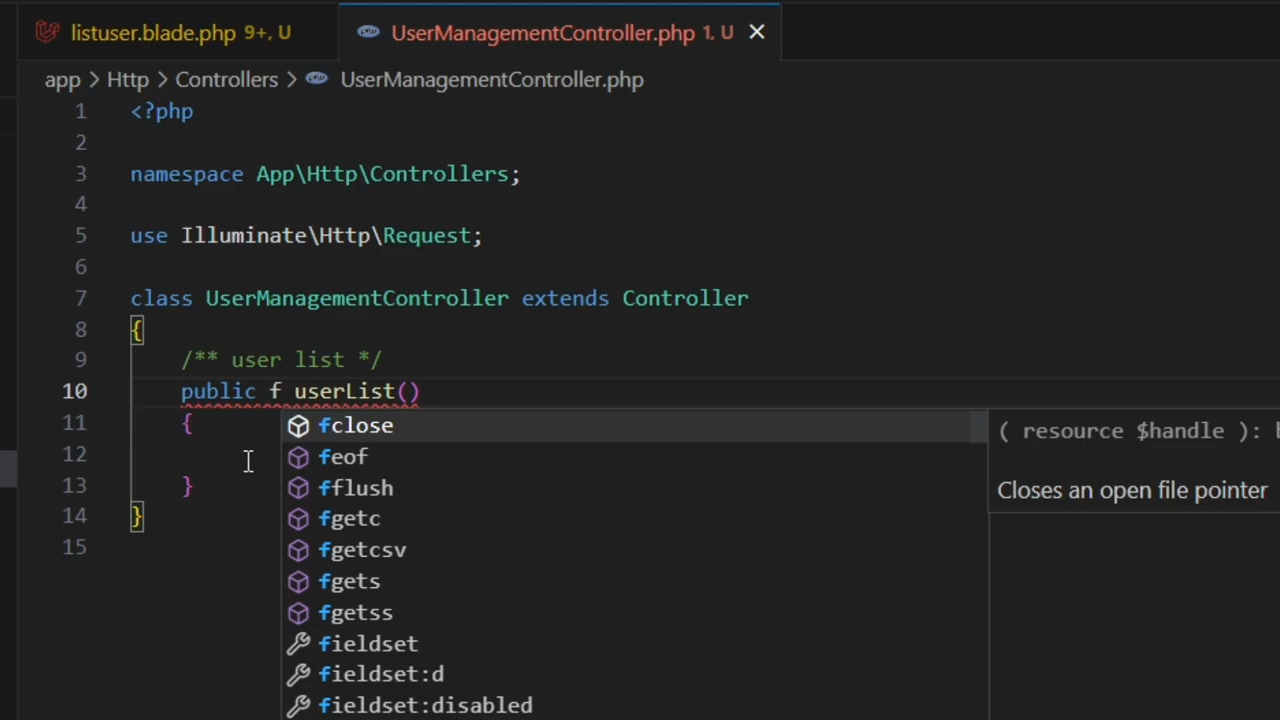 listuser.blade.php 9+, U
UserManagementController.php 1, U
app > Http > Controllers > UserManagementController.php
1 <?php
2
3 namespace App\Http\Controllers;
4
5 use Illuminate\Http\Request;
6
7 class UserManagementController extends Controller
8 {
9 /** user list */
10 public f userList()
11 {
12
13 }
14 }
15
fclose
feof
fflush
fgetc
fgetcsv
fgets
fgetss
fieldset
fieldset:d
fieldset:disabled
( resource $handle ):
Closes an open file pointer